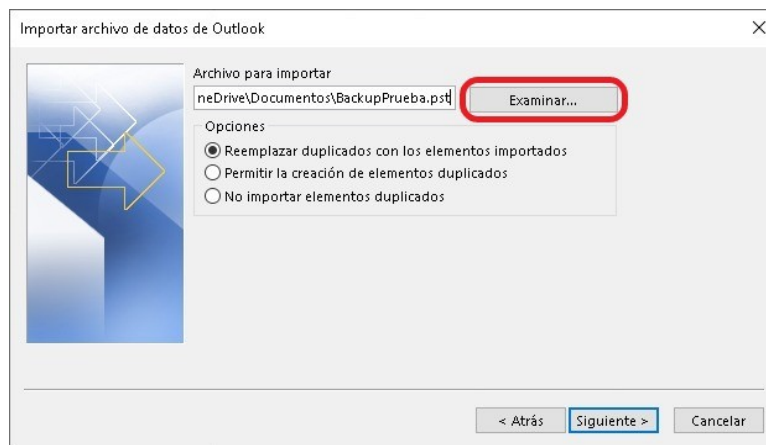 Importar archivo de datos de Outlook
Archivo para importar
neDrive\Documentos\BackupPrueba.pst
Examinar...
Opciones
Reemplazar duplicados con los elementos importados
Permitir la creación de elementos duplicados
No importar elementos duplicados
< Atrás
Siguiente >
Cancelar